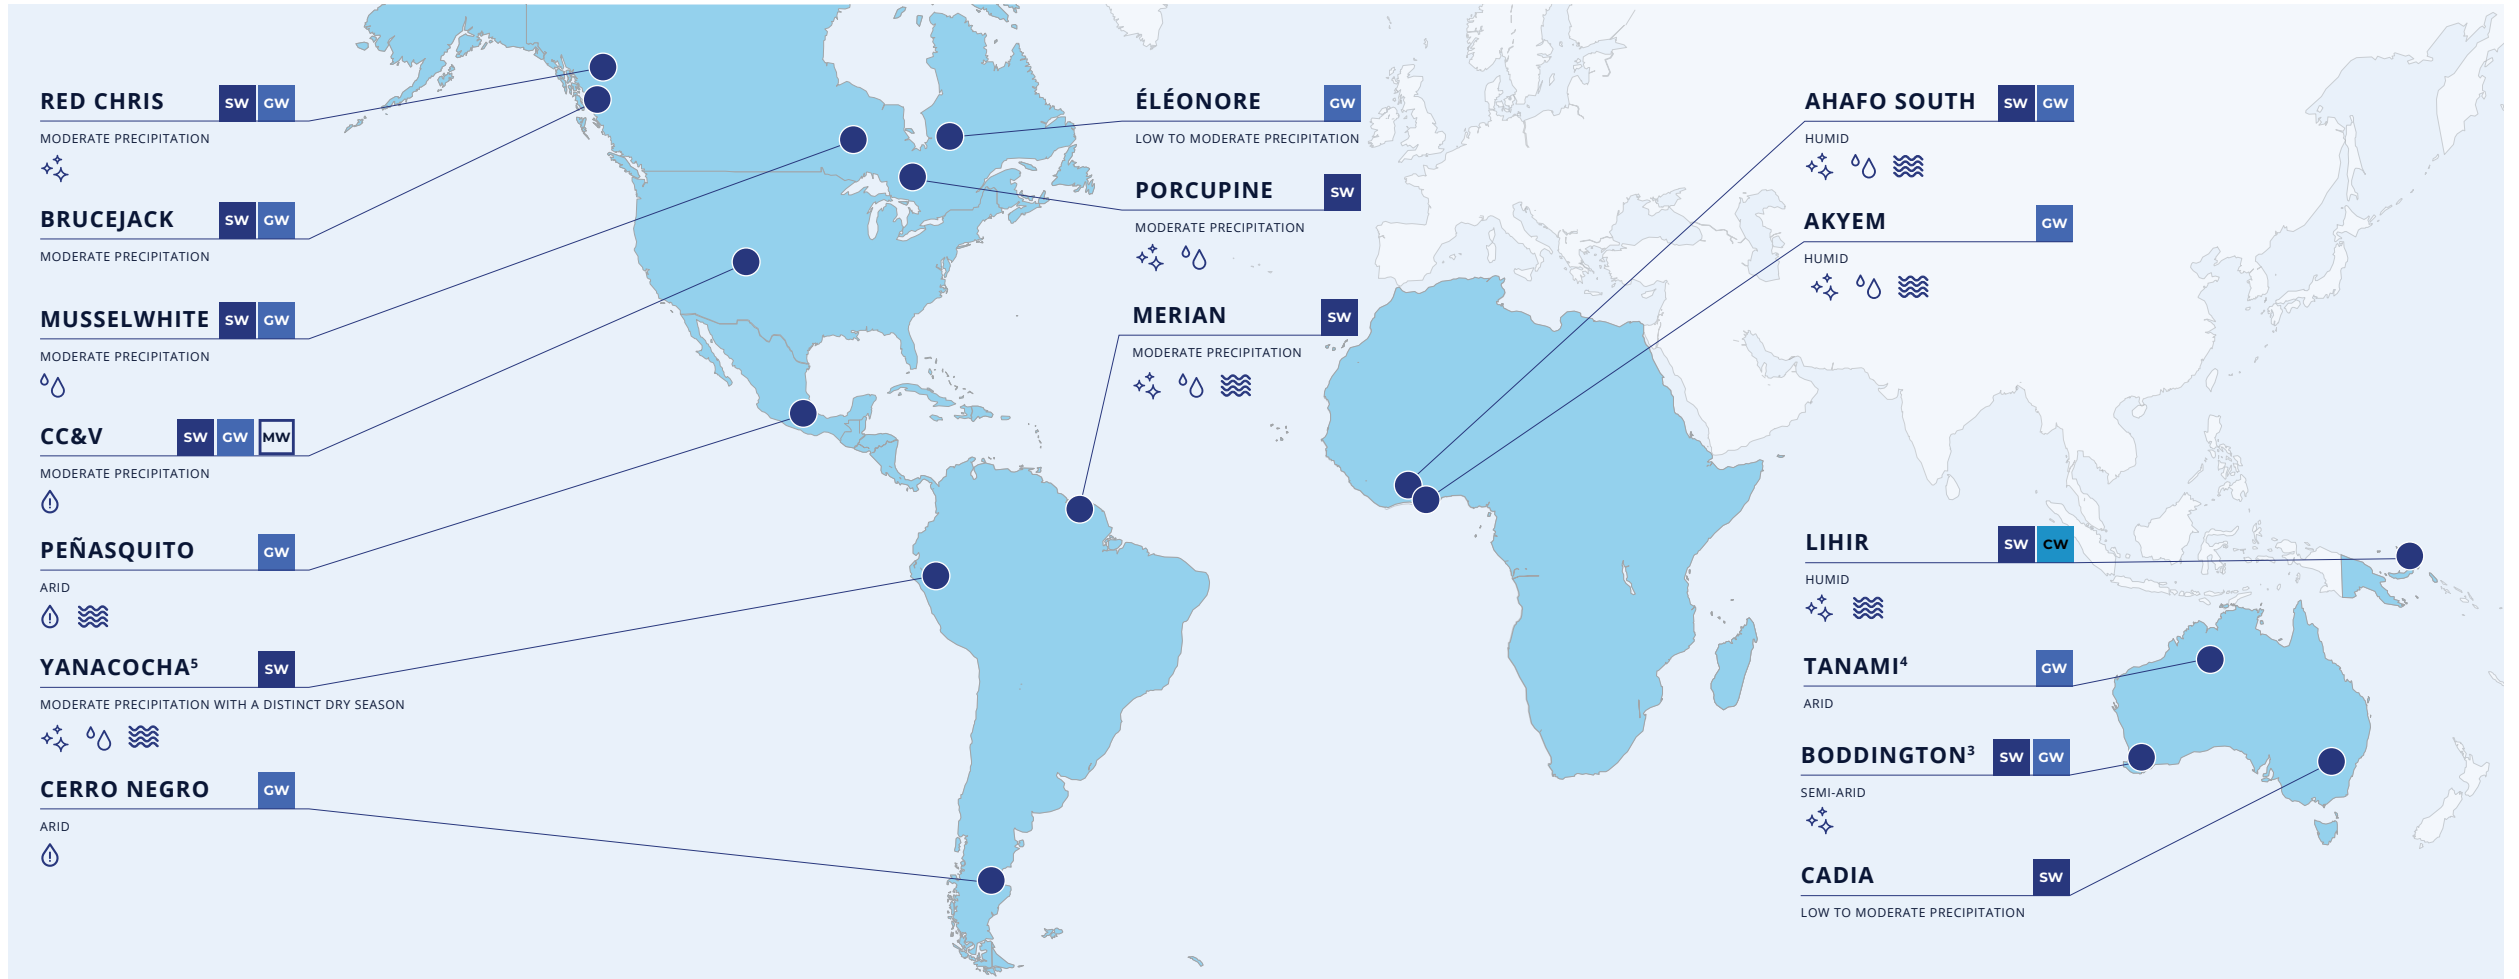 RED CHRIS SW GW
MODERATE PRECIPITATION
BRUCEJACK SW GW
MODERATE PRECIPITATION
MUSSELWHITE SW GW
MODERATE PRECIPITATION
CC&V SW GW MW
MODERATE PRECIPITATION
PEÑASQUITO GW
ARID
YANACOCHA⁵ SW
MODERATE PRECIPITATION WITH A DISTINCT DRY SEASON
CERRO NEGRO GW
ARID
ÉLÉONORE GW
LOW TO MODERATE PRECIPITATION
PORCUPINE SW
MODERATE PRECIPITATION
MERIAN SW
MODERATE PRECIPITATION
AHAFO SOUTH SW GW
HUMID
AKYEM GW
HUMID
LIHIR SW CW
HUMID
TANAMI⁴ GW
ARID
BODDINGTON³ SW GW
SEMI-ARID
CADIA SW
LOW TO MODERATE PRECIPITATION